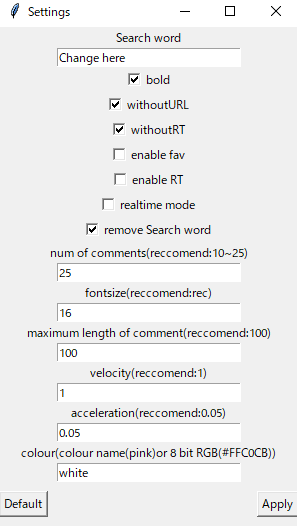 Settings
Search word
Change here
bold
withoutURL
withoutRT
enable fav
enable RT
realtime mode
remove Search word
num of comments(reccomend:10~25)
25
fontsize(reccomend:rec)
16
maximum length of comment(reccomend:100)
100
velocity(reccomend:1)
1
acceleration(reccomend:0.05)
0.05
colour(colour name(pink)or 8 bit RGB(#FFC0CB))
white
Default Apply